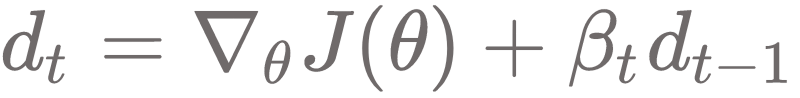 d_t = ∇_θ J(θ) + β_t d_{t−1}